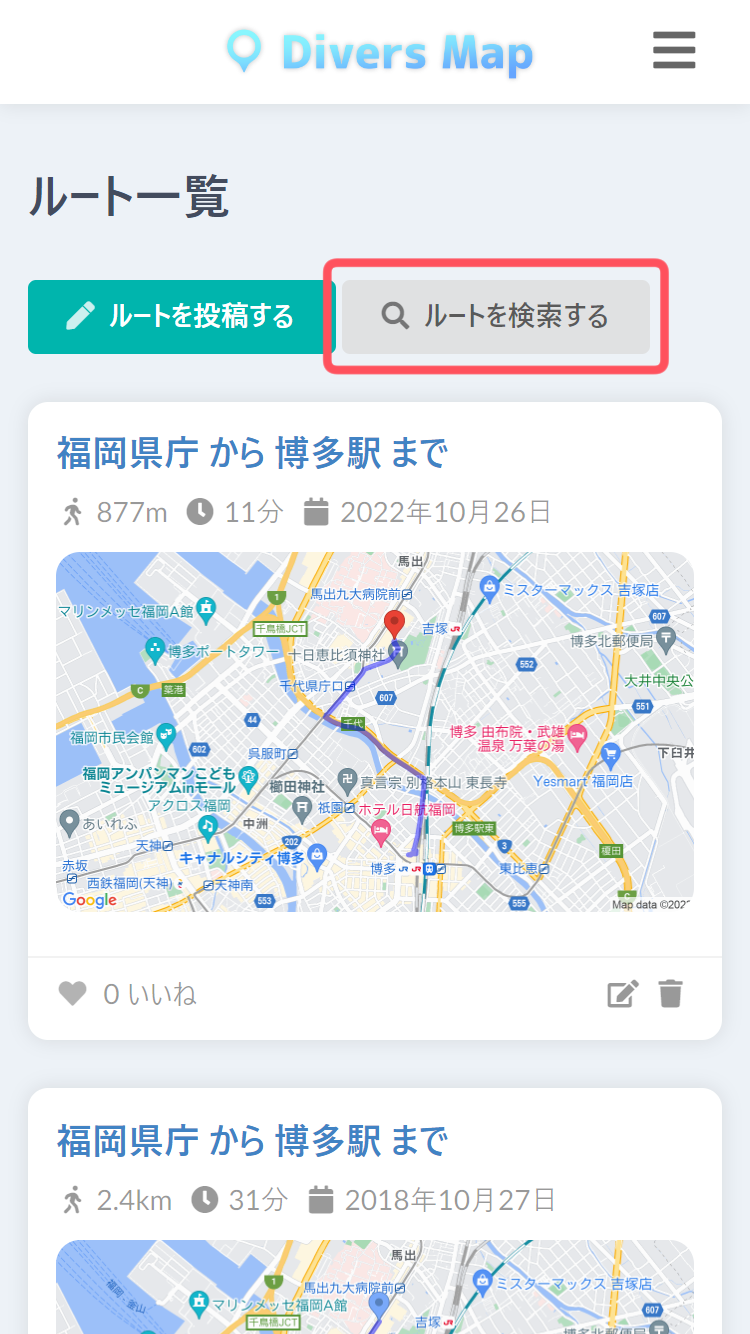 Divers Map
ルート一覧
ルートを投稿する
ルートを検索する
福岡県庁 から 博多駅 まで
877m 11分 2022年10月26日
馬出
馬出九大病院前
ミスターマックス 吉塚店
1
マリンメッセ福岡A館
千鳥橋JCT
吉塚
607
博多北郵便局
博多ポートタワー
十日恵比須神社
552
大井中央公
C
築港
千代県庁口
607
551
44
千代
福岡市民会館
602
呉服町
博多 由布院・武雄
温泉 万葉の湯
下臼井
福岡アンパンマンこども
ミュージアムinモール
櫛田神社
真言宗 別格本山 東長寺
Yesmart 福岡店
アクロス福岡
祇園
ホテル日航福岡
あいれふ
中洲
博多駅東
天神
202
3
榎田
キャナルシティ博多
赤坂
博多
JR
JR
東比恵
西鉄福岡(天神)
天神南
553
555
C
Google
Map data ©202
0 いいね
福岡県庁 から 博多駅 まで
2.4km 31分 2018年10月27日
馬出
馬出九大病院前
ミスターマックス 吉塚店
1
マリンメッセ福岡A館
千鳥橋JCT
吉塚
607
博多北郵便局